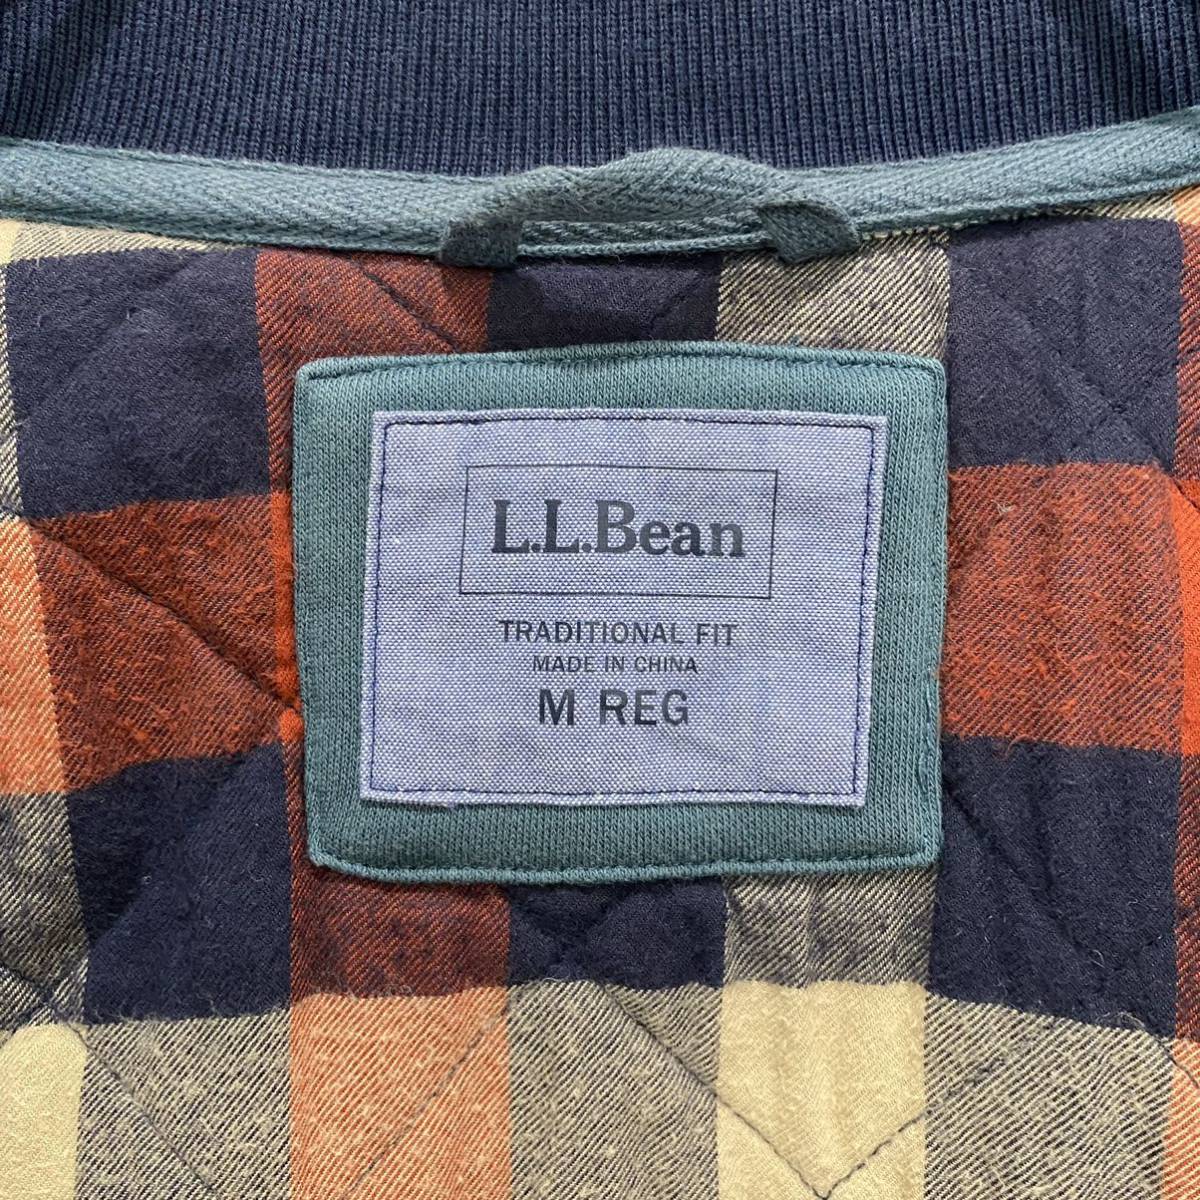 L.L.Bean
TRADITIONAL FIT
MADE IN CHINA
M REG